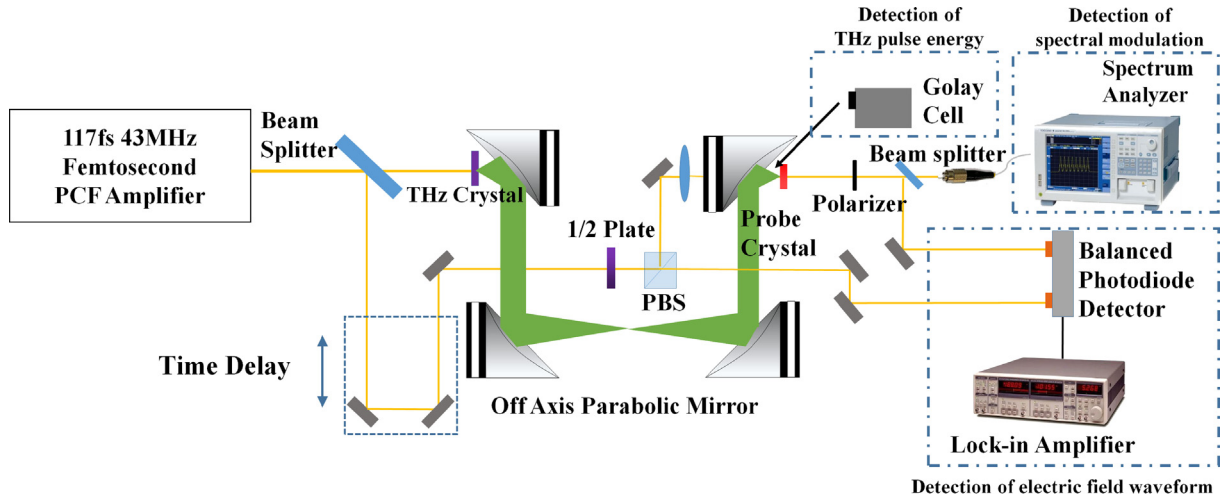 Detection of
THz pulse energy
Detection of
spectral modulation
Golay
Cell
Spectrum
Analyzer
117fs 43MHz
Femtosecond
PCF Amplifier
Beam
Splitter
THz Crystal
1/2 Plate
PBS
Probe
Crystal
Polarizer
Beam splitter
Balanced
Photodiode
Detector
Time Delay
Off Axis Parabolic Mirror
Lock-in Amplifier
Detection of electric field waveform